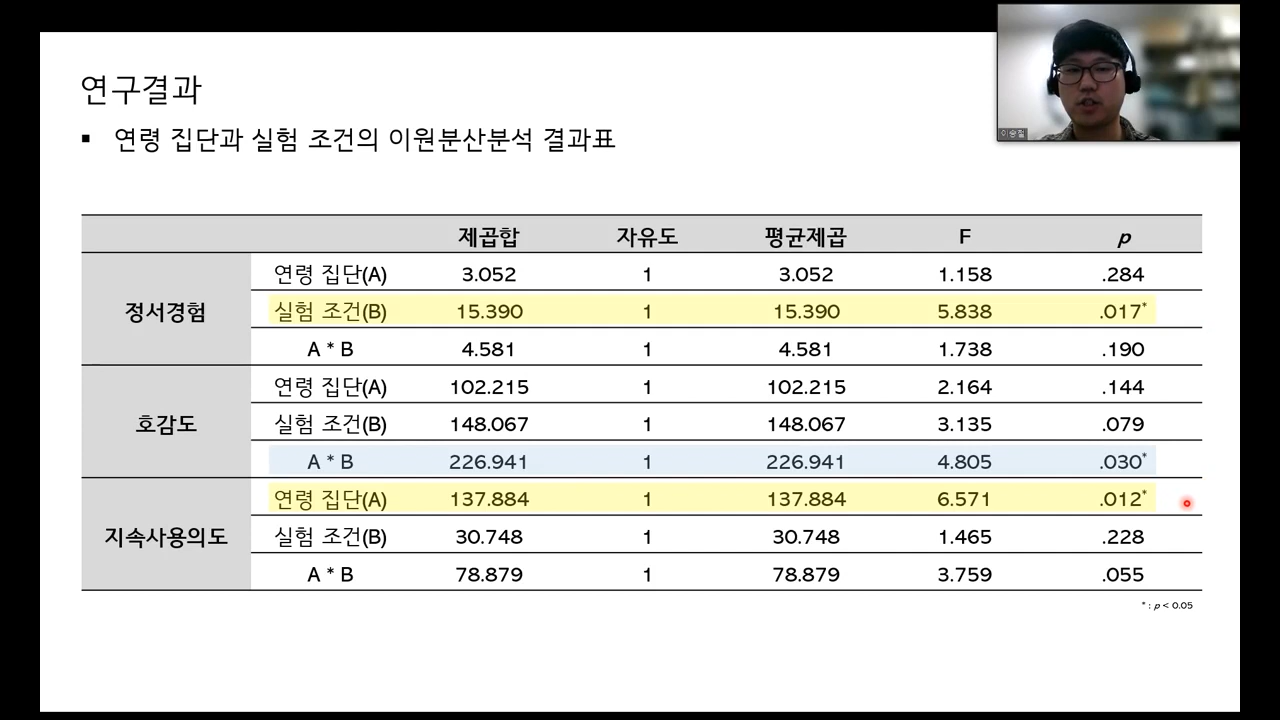 연구결과
▪ 연령 집단과 실험 조건의 이원분산분석 결과표
이승철
제곱합 자유도 평균제곱 F p
정서경험
연령 집단(A) 3.052 1 3.052 1.158 .284
실험 조건(B) 15.390 1 15.390 5.838 .017*
A * B 4.581 1 4.581 1.738 .190
호감도
연령 집단(A) 102.215 1 102.215 2.164 .144
실험 조건(B) 148.067 1 148.067 3.135 .079
A * B 226.941 1 226.941 4.805 .030*
지속사용의도
연령 집단(A) 137.884 1 137.884 6.571 .012*
실험 조건(B) 30.748 1 30.748 1.465 .228
A * B 78.879 1 78.879 3.759 .055
* : p < 0.05